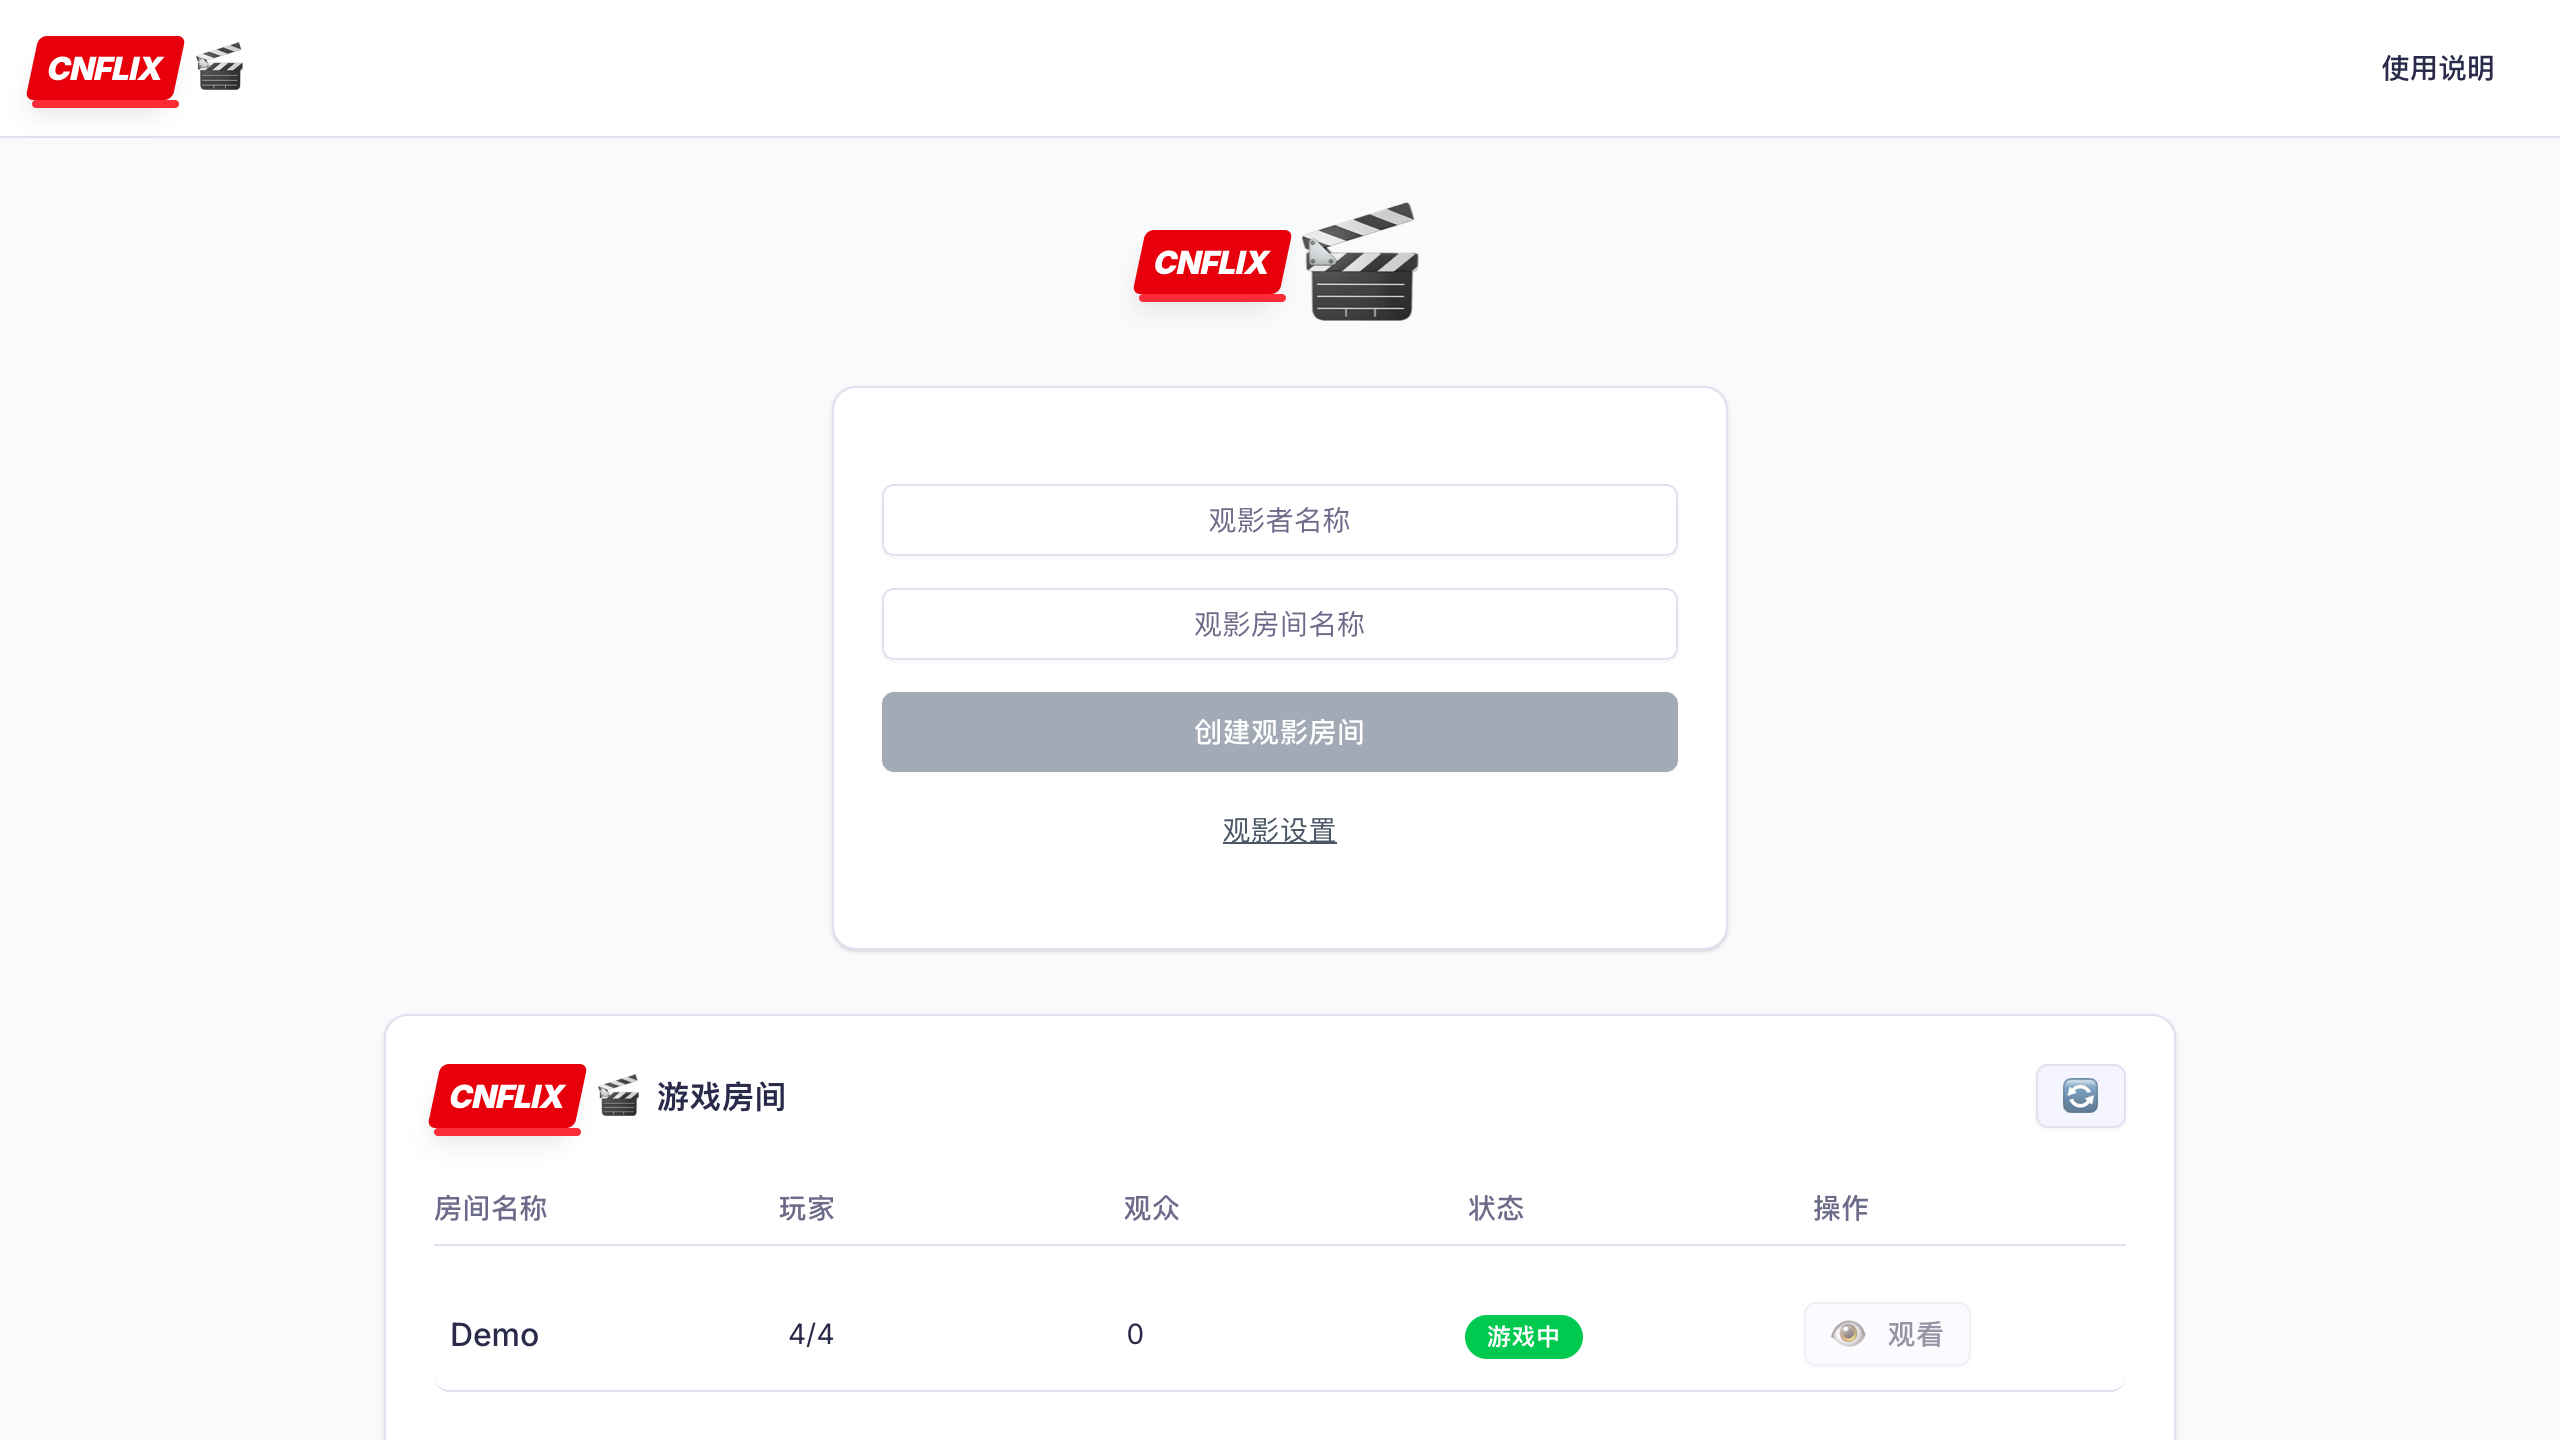 CNFLIX
使用说明
CNFLIX
观影者名称
观影房间名称
创建观影房间
观影设置
CNFLIX 游戏房间
房间名称 玩家 观众 状态 操作
Demo 4/4 0 游戏中 观看